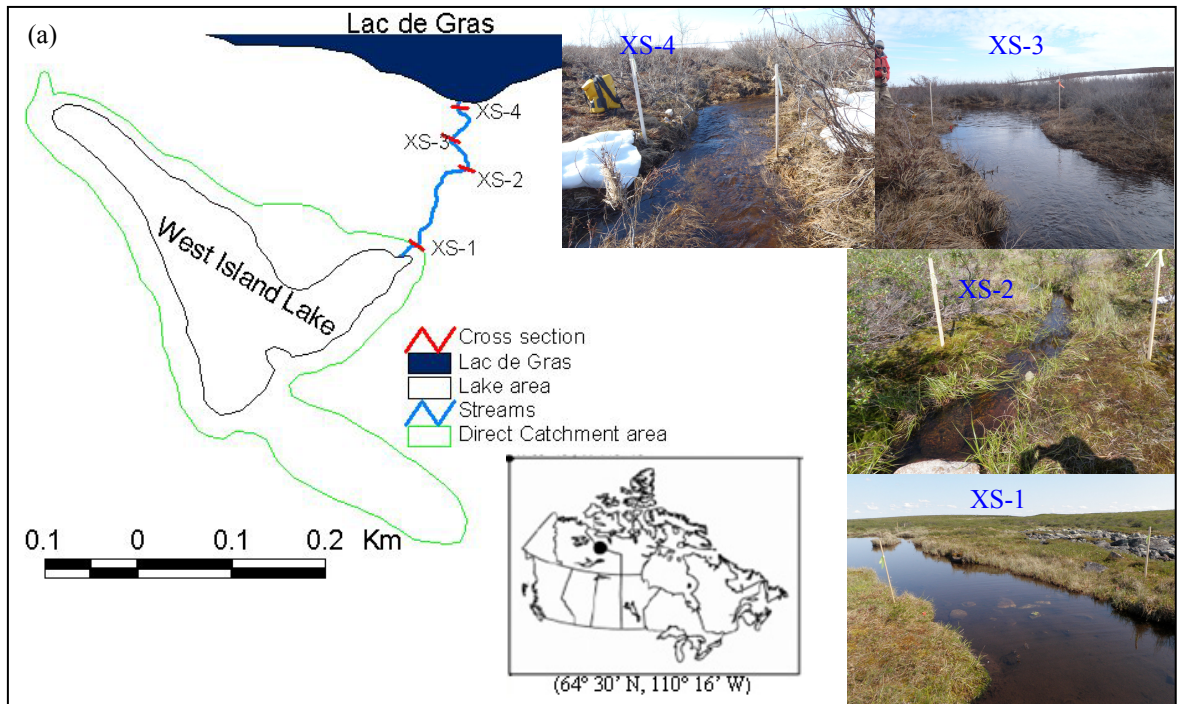 (a)
Lac de Gras
XS-4
XS-3
XS-2
XS-1
West Island Lake
Cross section
Lac de Gras
Lake area
Streams
Direct Catchment area
0.1 0 0.1 0.2 Km
(64° 30' N, 110° 16' W)
XS-4
XS-3
XS-2
XS-1